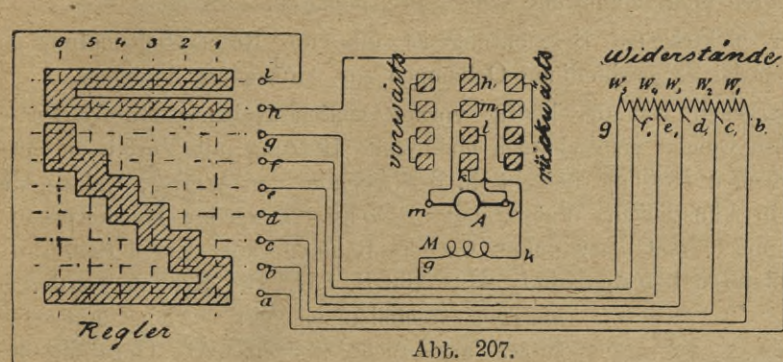 Widerstände
6 5 4 3 2 1
vorwärts
rückwärts
W₅ W₄ W₃ W₂ W₁
i
h
g
f
e
d
c
b
a
h
m
l
k
m A l
M
g k
g f, e, d, c, b.
Regler
Abb. 207.